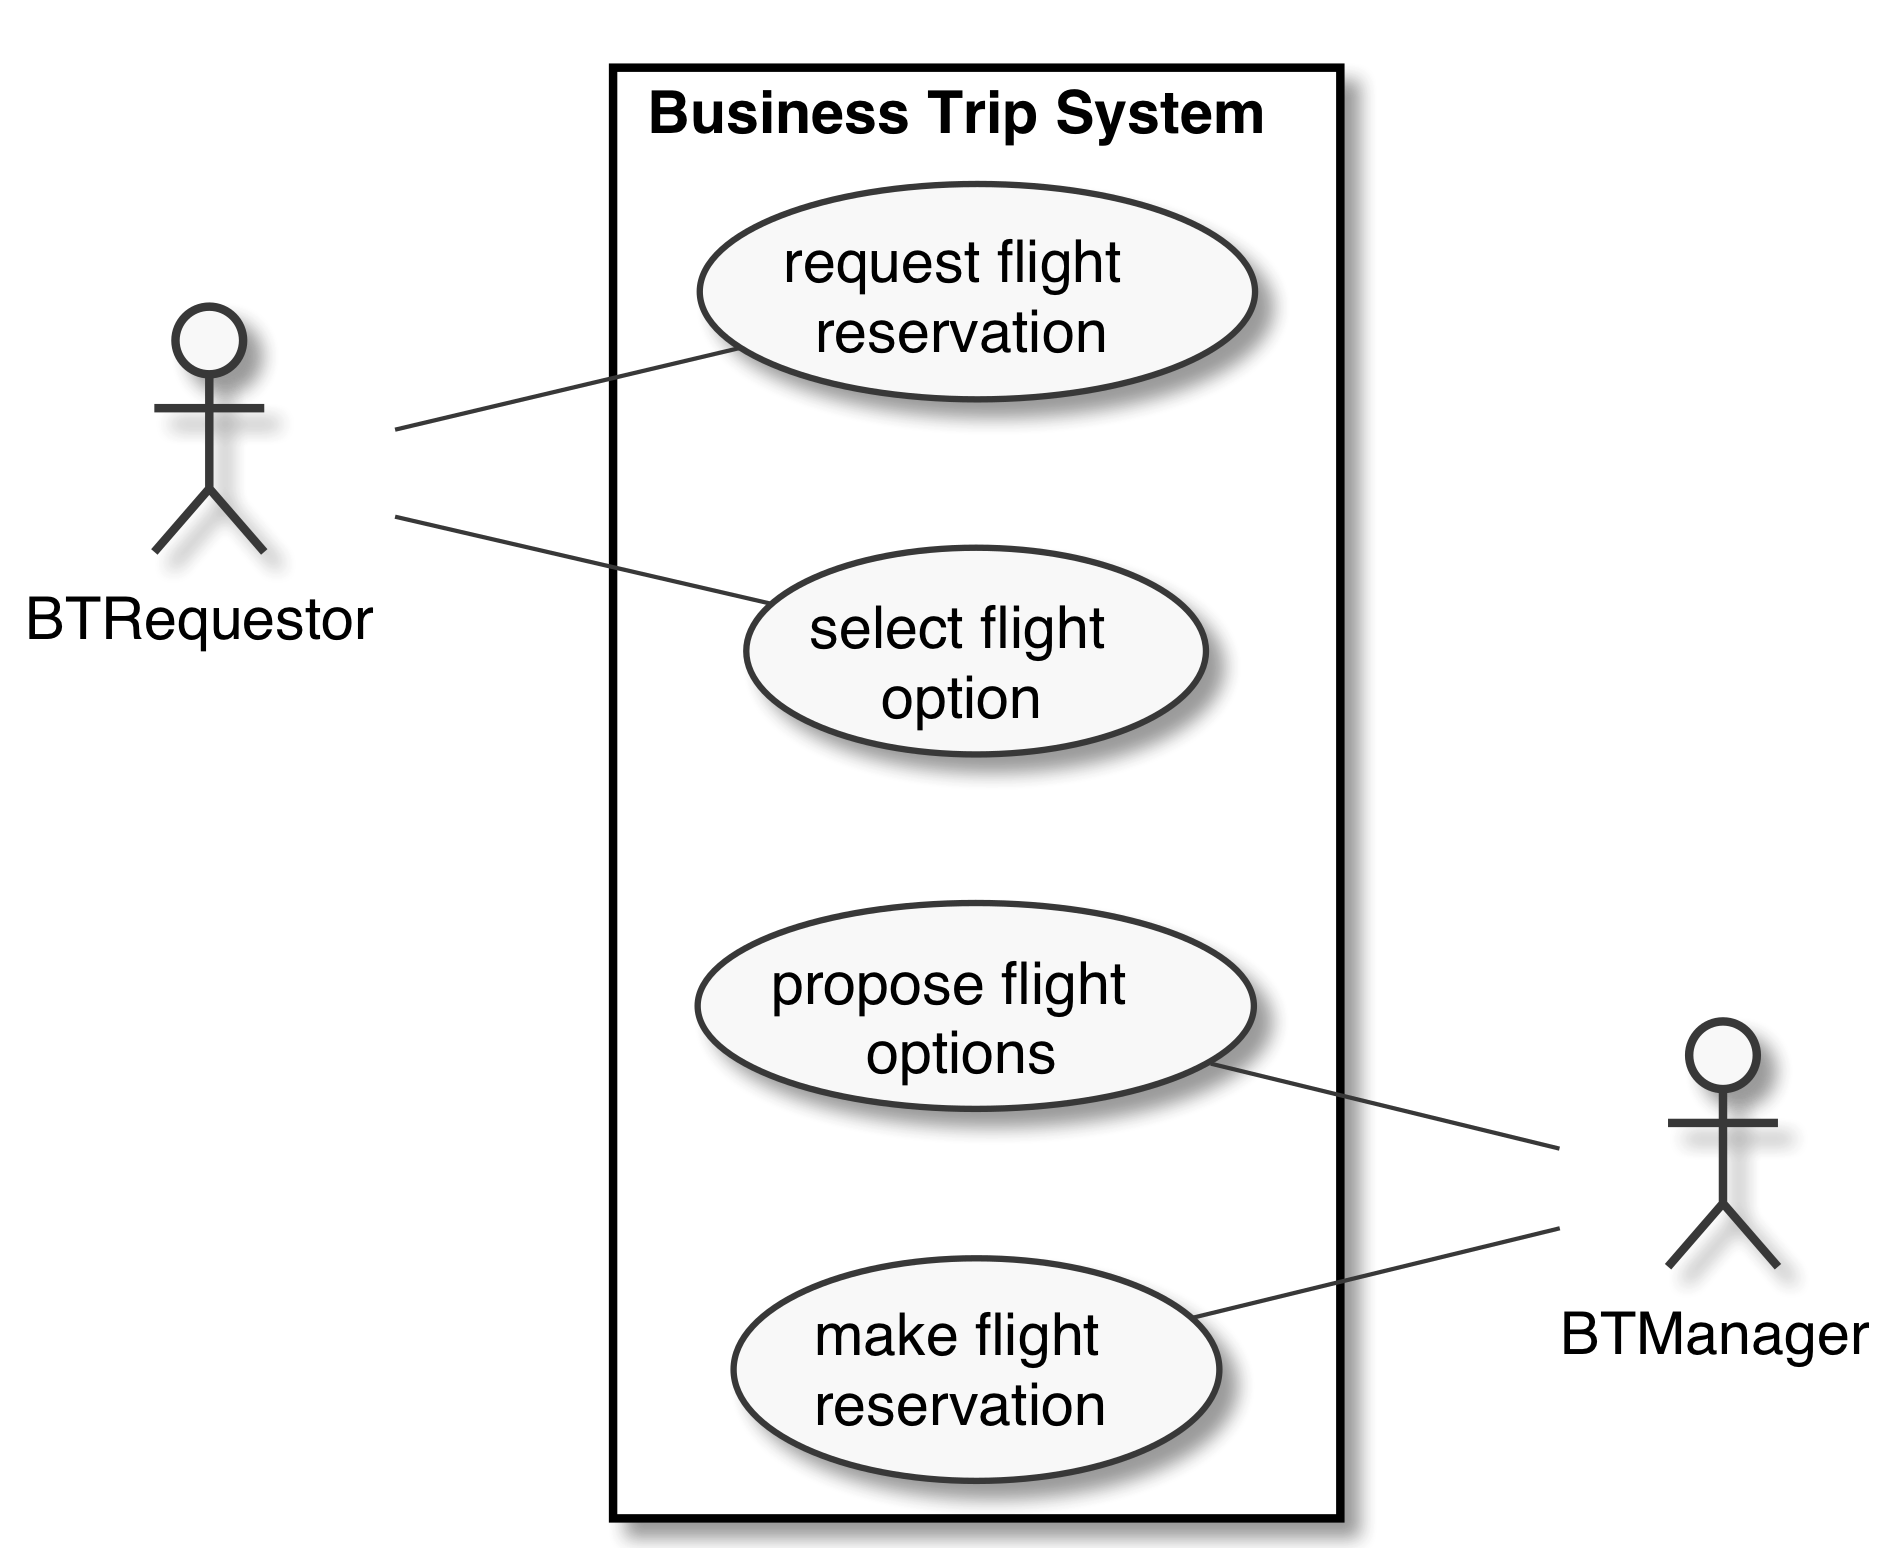 Business Trip System
request flight
reservation
BTRequestor
select flight
option
propose flight
options
make flight
reservation
BTManager